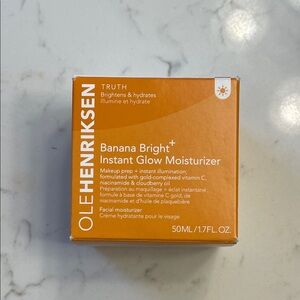 OLEHENRIKSEN
TRUTH
Brightens & hydrates
Illumine et hydrate
Banana Bright+
Instant Glow Moisturizer
Makeup prep + instant illumination,
formulated with gold-complexed vitamin C,
niacinamide & cloudberry oil
Préparation au maquillage + éclat instantané,
formule à base de vitamine C gold,
de niacinamide et d'huile de plaquebière
Facial moisturizer
Crème hydratante pour le visage
50ML/1.7FL.OZ.